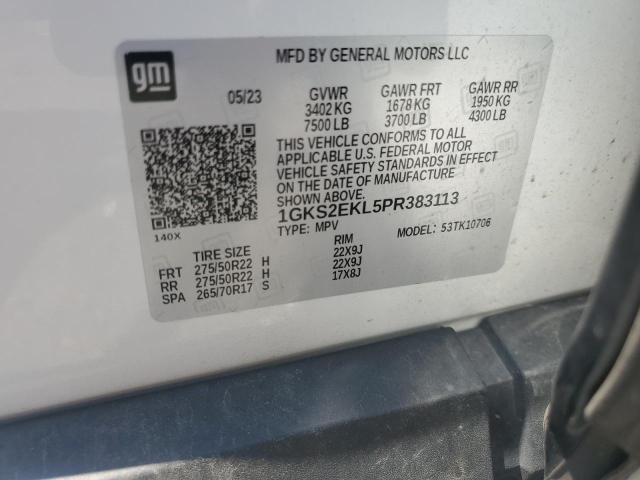 gm
MFD BY GENERAL MOTORS LLC
05/23 GVWR GAWR FRT GAWR RR
3402 KG 1678 KG 1950 KG
7500 LB 3700 LB 4300 LB
THIS VEHICLE CONFORMS TO ALL
APPLICABLE U.S. FEDERAL MOTOR
VEHICLE SAFETY STANDARDS IN EFFECT
ON THE DATE OF MANUFACTURE
SHOWN ABOVE.
1GKS2EKL5PR383113
140X
TYPE: MPV MODEL: 53TK10706
TIRE SIZE RIM
FRT 275/50R22 H 22X9J
RR 275/50R22 H 22X9J
SPA 265/70R17 S 17X8J